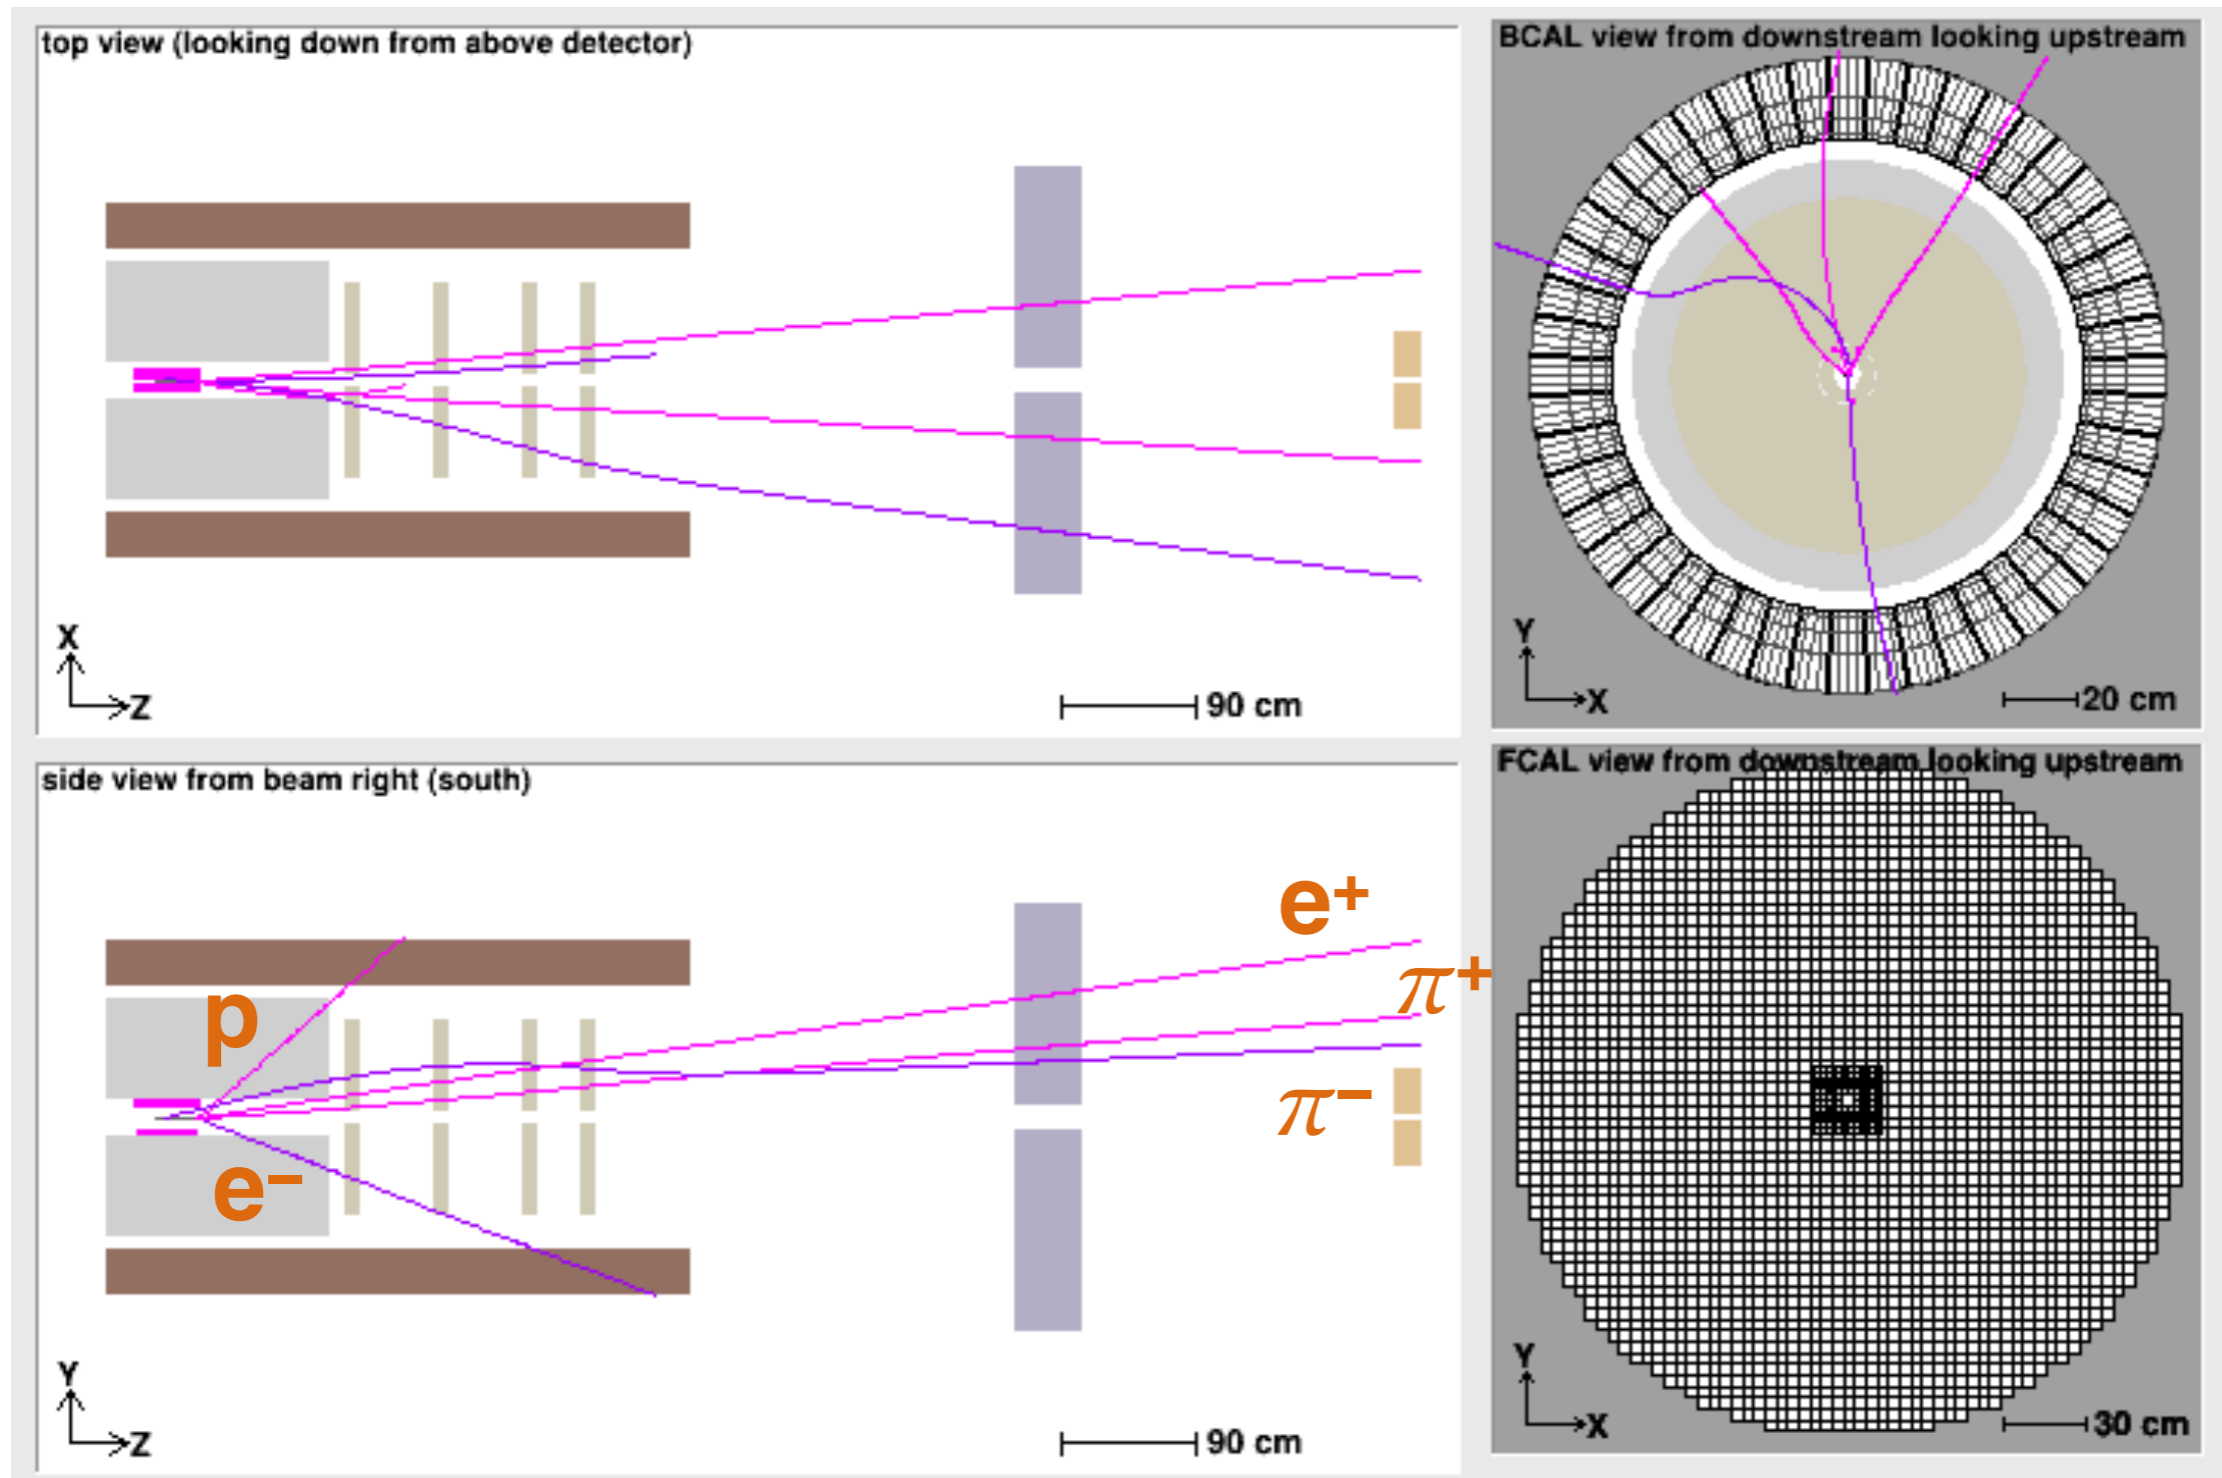 top view (looking down from above detector)
X
Z
90 cm
BCAL view from downstream looking upstream
Y
X
20 cm
side view from beam right (south)
e+
π+
p
π−
e−
Y
Z
90 cm
FCAL view from downstream looking upstream
Y
X
30 cm